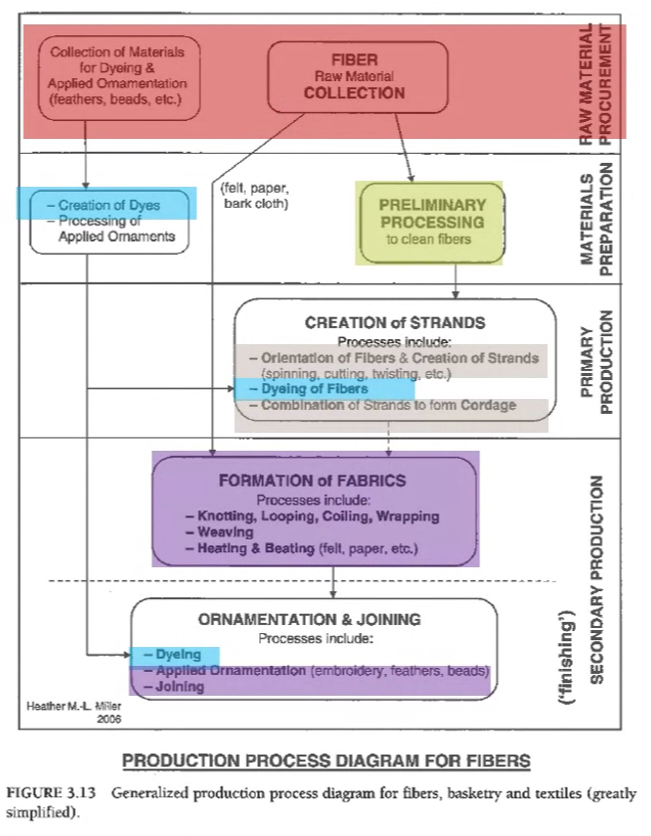 Collection of Materials
for Dyeing &
Applied Ornamentation
(feathers, beads, etc.)
FIBER
Raw Material
COLLECTION
RAW MATERIAL
PROCUREMENT
(felt, paper,
bark cloth)
– Creation of Dyes
– Processing of
Applied Ornaments
PRELIMINARY
PROCESSING
to clean fibers
MATERIALS
PREPARATION
CREATION of STRANDS
Processes include:
– Orientation of Fibers & Creation of Strands
(spinning, cutting, twisting, etc.)
– Dyeing of Fibers
– Combination of Strands to form Cordage
PRIMARY
PRODUCTION
FORMATION of FABRICS
Processes include:
– Knotting, Looping, Coiling, Wrapping
– Weaving
– Heating & Beating (felt, paper, etc.)
ORNAMENTATION & JOINING
Processes include:
– Dyeing
– Applied Ornamentation (embroidery, feathers, beads)
– Joining
('finishing')
SECONDARY PRODUCTION
Heather M.-L. Miller
2006
PRODUCTION PROCESS DIAGRAM FOR FIBERS
FIGURE 3.13 Generalized production process diagram for fibers, basketry and textiles (greatly
simplified).